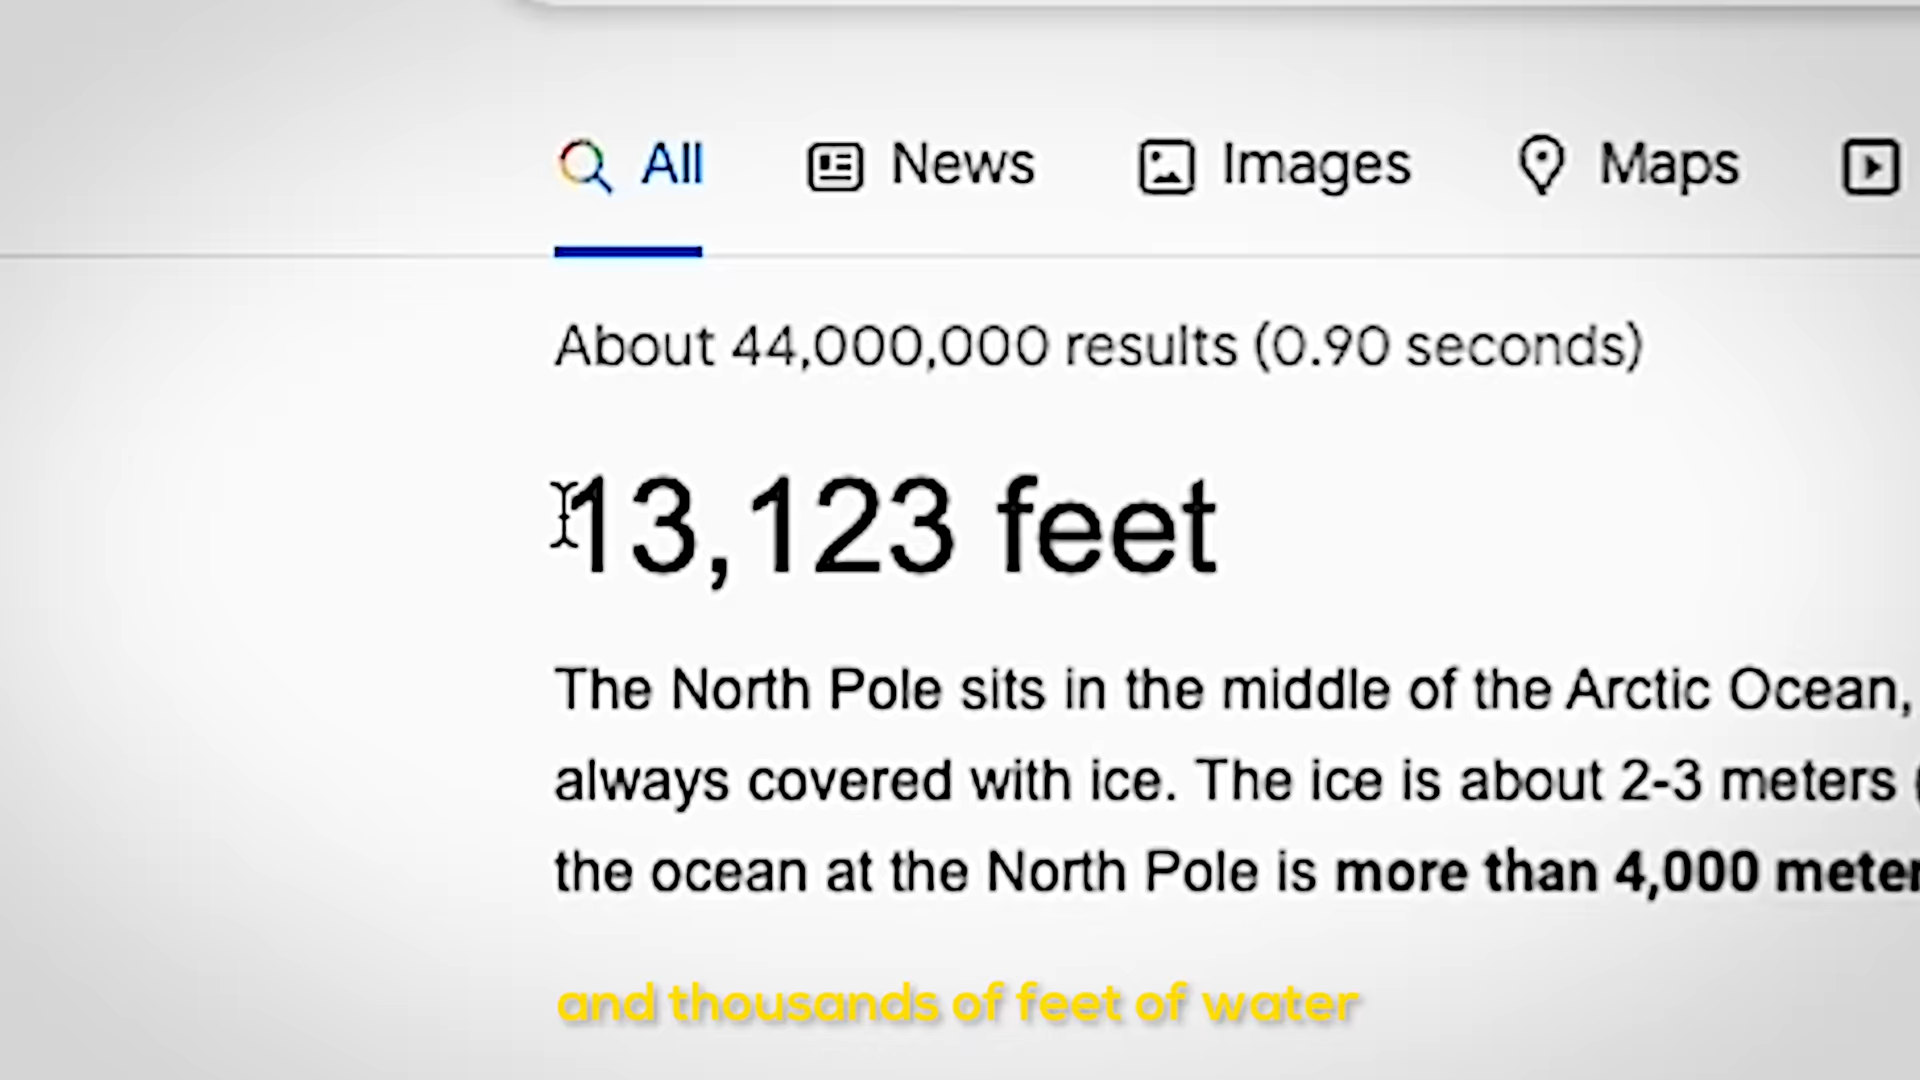 All News Images Maps
About 44,000,000 results (0.90 seconds)
13,123 feet
The North Pole sits in the middle of the Arctic Ocean,
always covered with ice. The ice is about 2-3 meters
the ocean at the North Pole is more than 4,000 meter
and thousands of feet of water